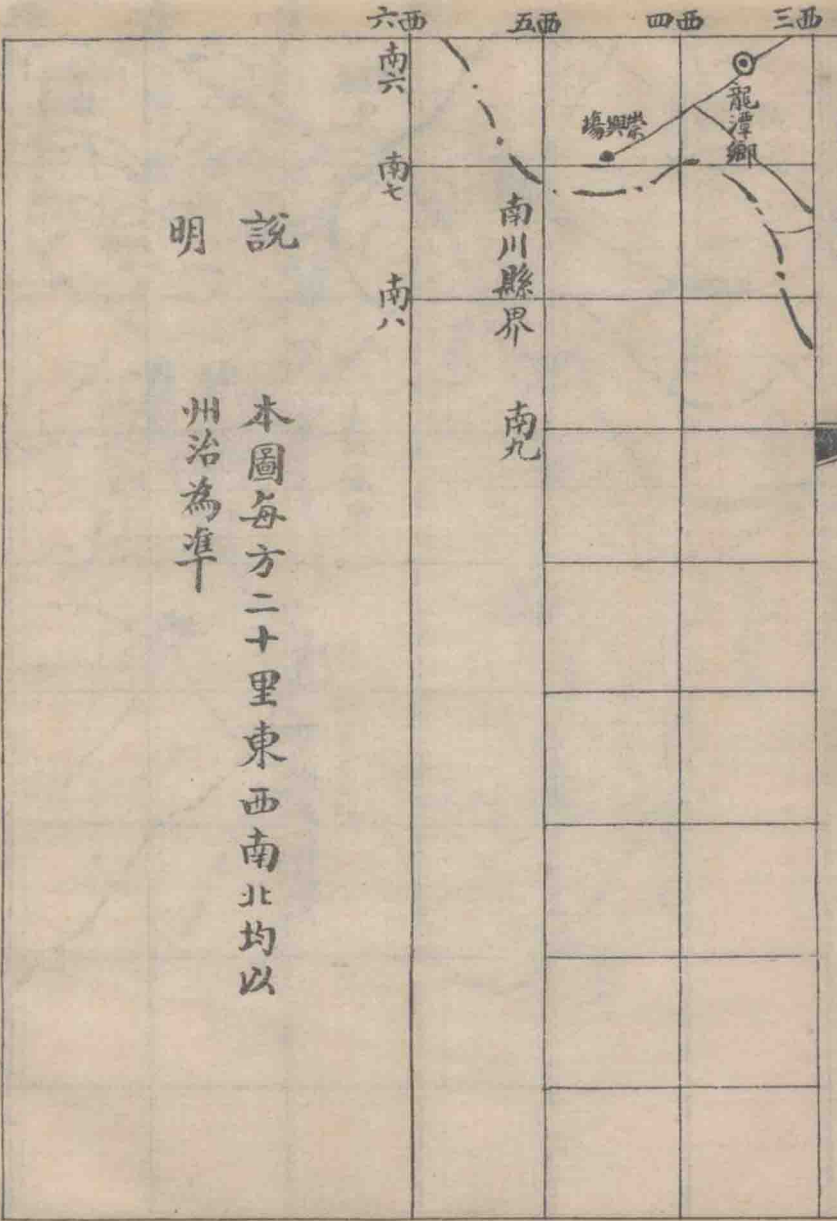 西三
西四
西五
西六
龍潭鄉
崇興場
南川縣界
南六
南七
南八
南九
說明
本圖每方二十里東西南北均以
州治為準